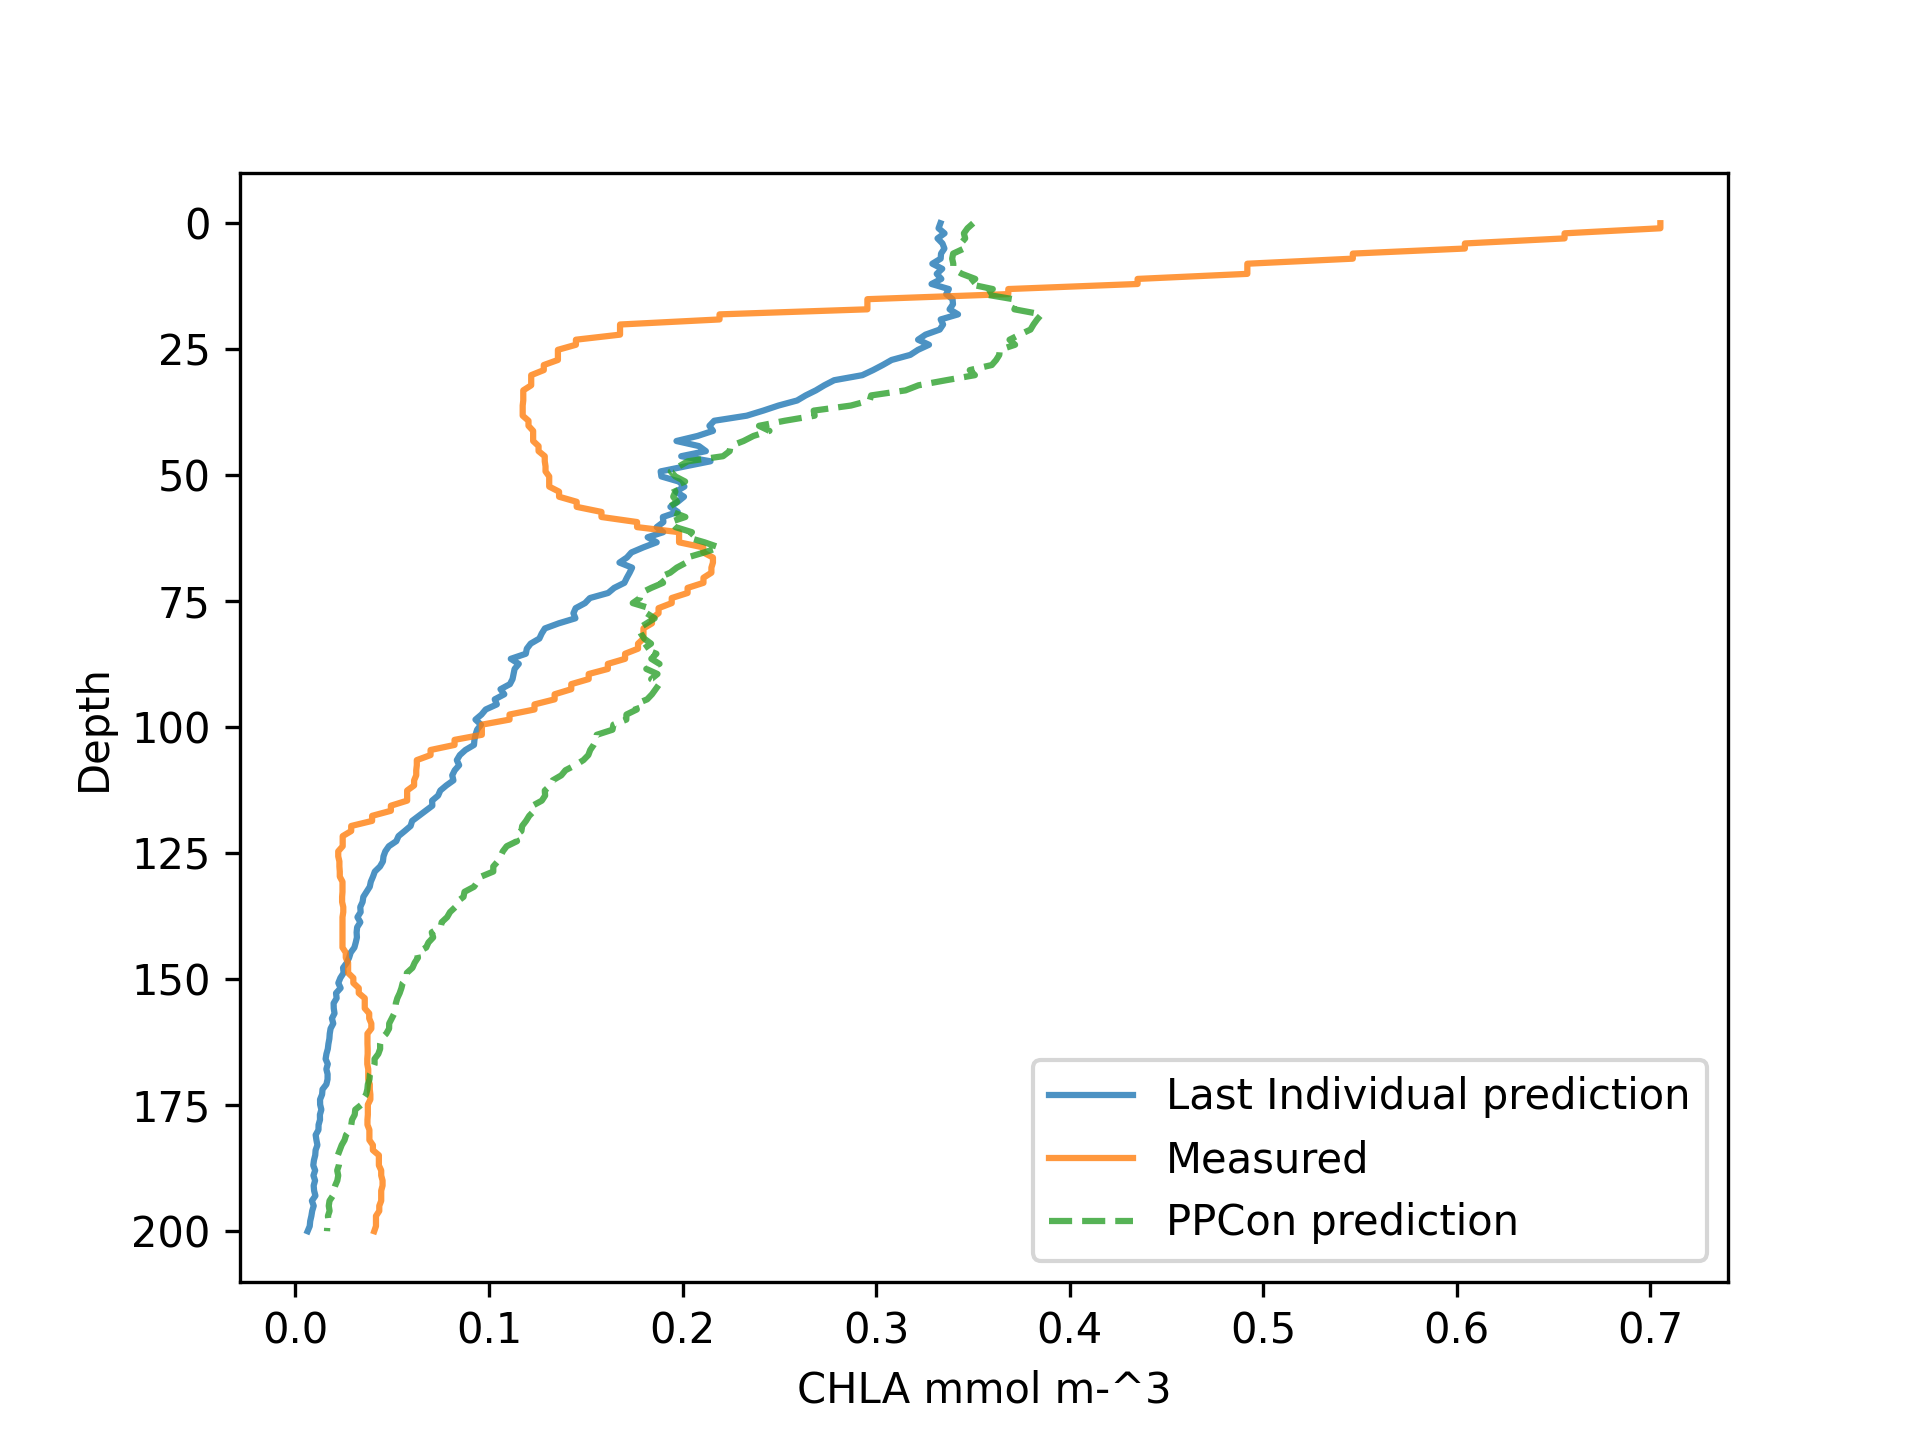 0
25
50
75
100
125
150
175
200
Depth
0.0 0.1 0.2 0.3 0.4 0.5 0.6 0.7
CHLA mmol m-^3
Last Individual prediction
Measured
PPCon prediction